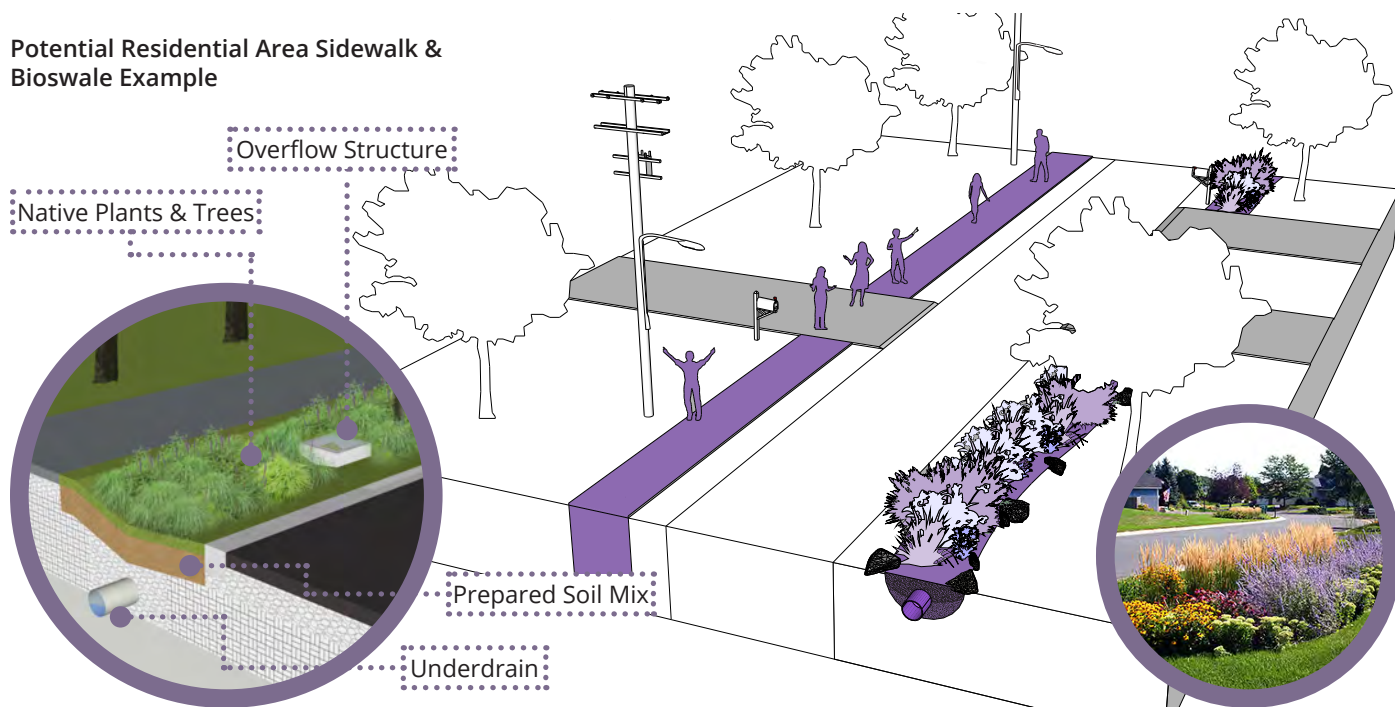 Potential Residential Area Sidewalk &
Bioswale Example
Overflow Structure
Native Plants & Trees
Prepared Soil Mix
Underdrain